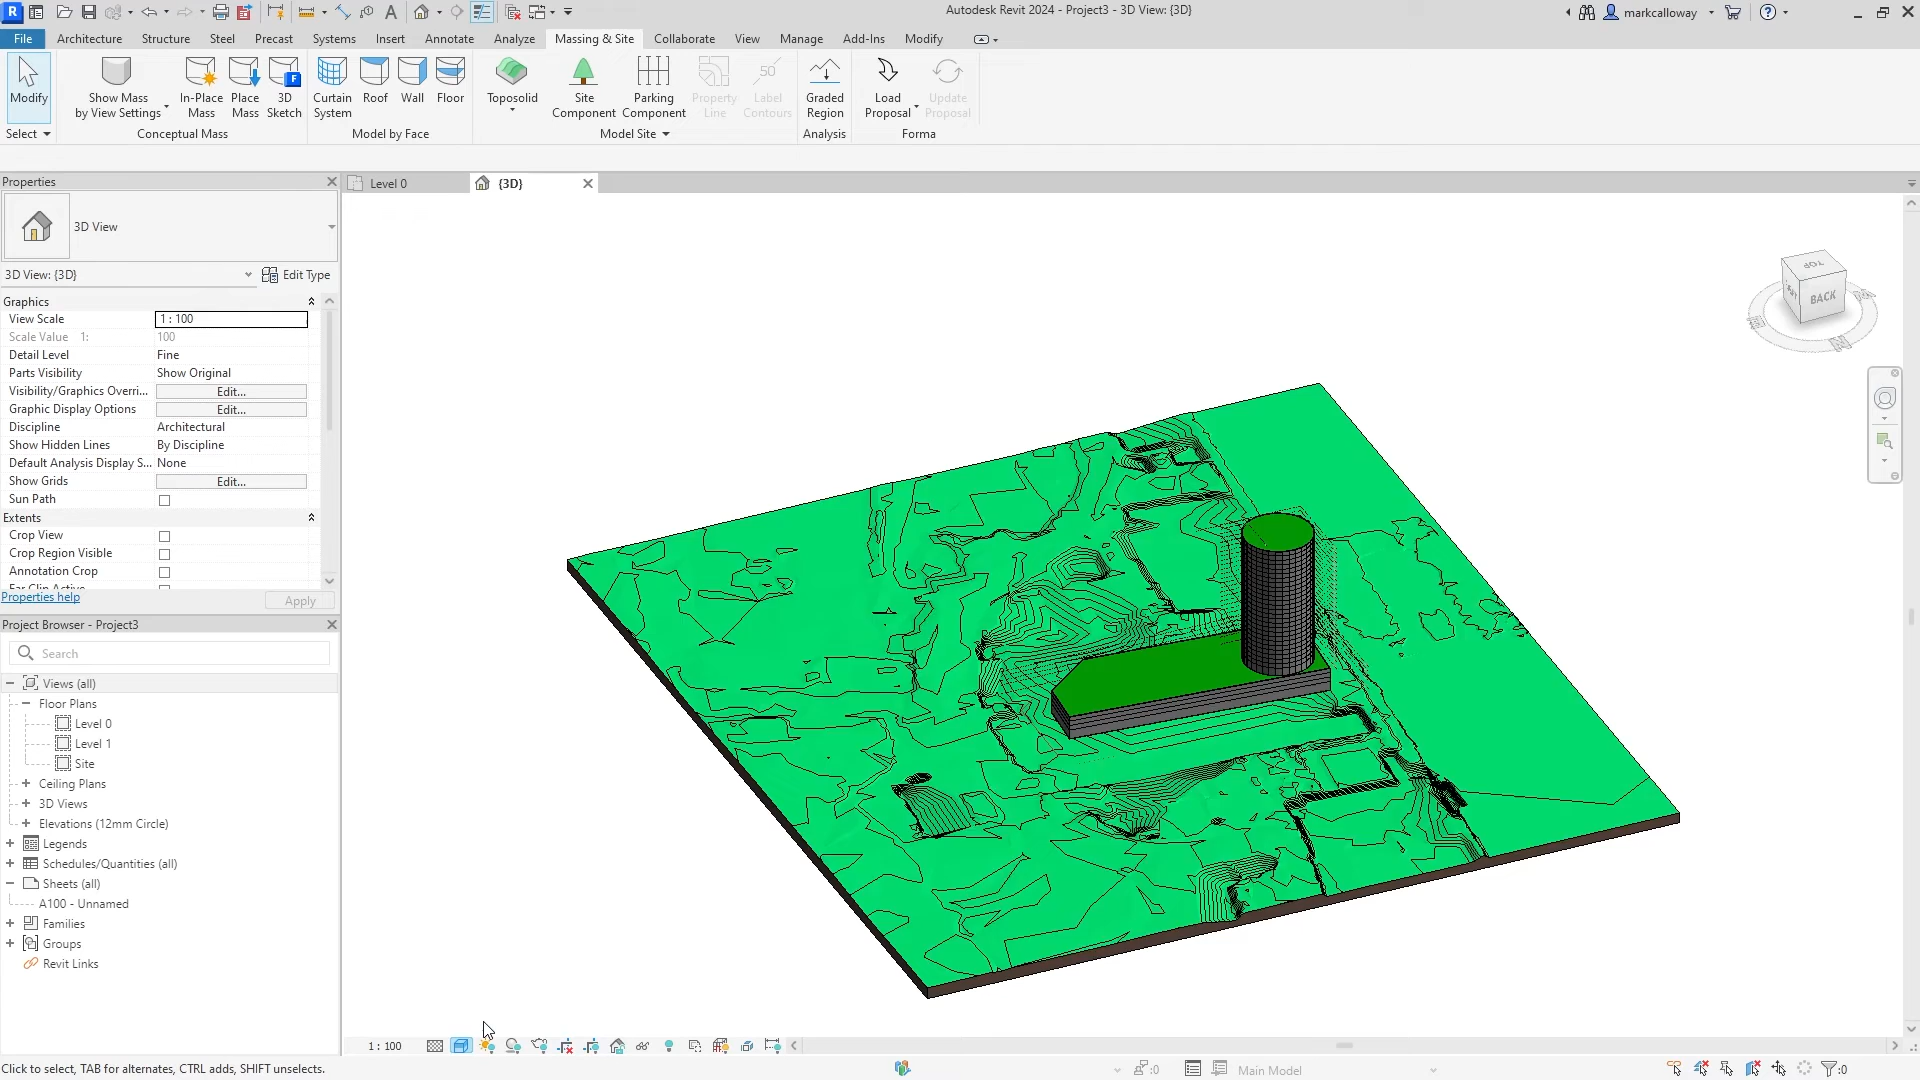 Autodesk Revit 2024 - Project3 - 3D View: {3D}
markcalloway
File
Architecture
Structure
Steel
Precast
Systems
Insert
Annotate
Analyze
Massing & Site
Collaborate
View
Manage
Add-Ins
Modify
Modify
Show Mass
by View Settings
In-Place
Mass
Place
Mass
3D
Sketch
Curtain
System
Roof
Wall
Floor
Toposolid
Site
Component
Parking
Component
Property
Line
50
Label
Contours
Graded
Region
Load
Proposal
Update
Proposal
Select
Conceptual Mass
Model by Face
Model Site
Analysis
Forma
Properties
Level 0
{3D}
3D View
3D View: {3D}
Edit Type
Graphics
View Scale
1 : 100
Scale Value 1:
100
Detail Level
Fine
Parts Visibility
Show Original
Visibility/Graphics Overri...
Edit...
Graphic Display Options
Edit...
Discipline
Architectural
Show Hidden Lines
By Discipline
Default Analysis Display S...
None
Show Grids
Edit...
Sun Path
Extents
Crop View
Crop Region Visible
Annotation Crop
Far Clip Active
Properties help
Apply
Project Browser - Project3
Search
Views (all)
Floor Plans
Level 0
Level 1
Site
Ceiling Plans
3D Views
Elevations (12mm Circle)
Legends
Schedules/Quantities (all)
Sheets (all)
A100 - Unnamed
Families
Groups
Revit Links
TOP
BACK
1 : 100
Click to select, TAB for alternates, CTRL adds, SHIFT unselects.
:0
Main Model
:0